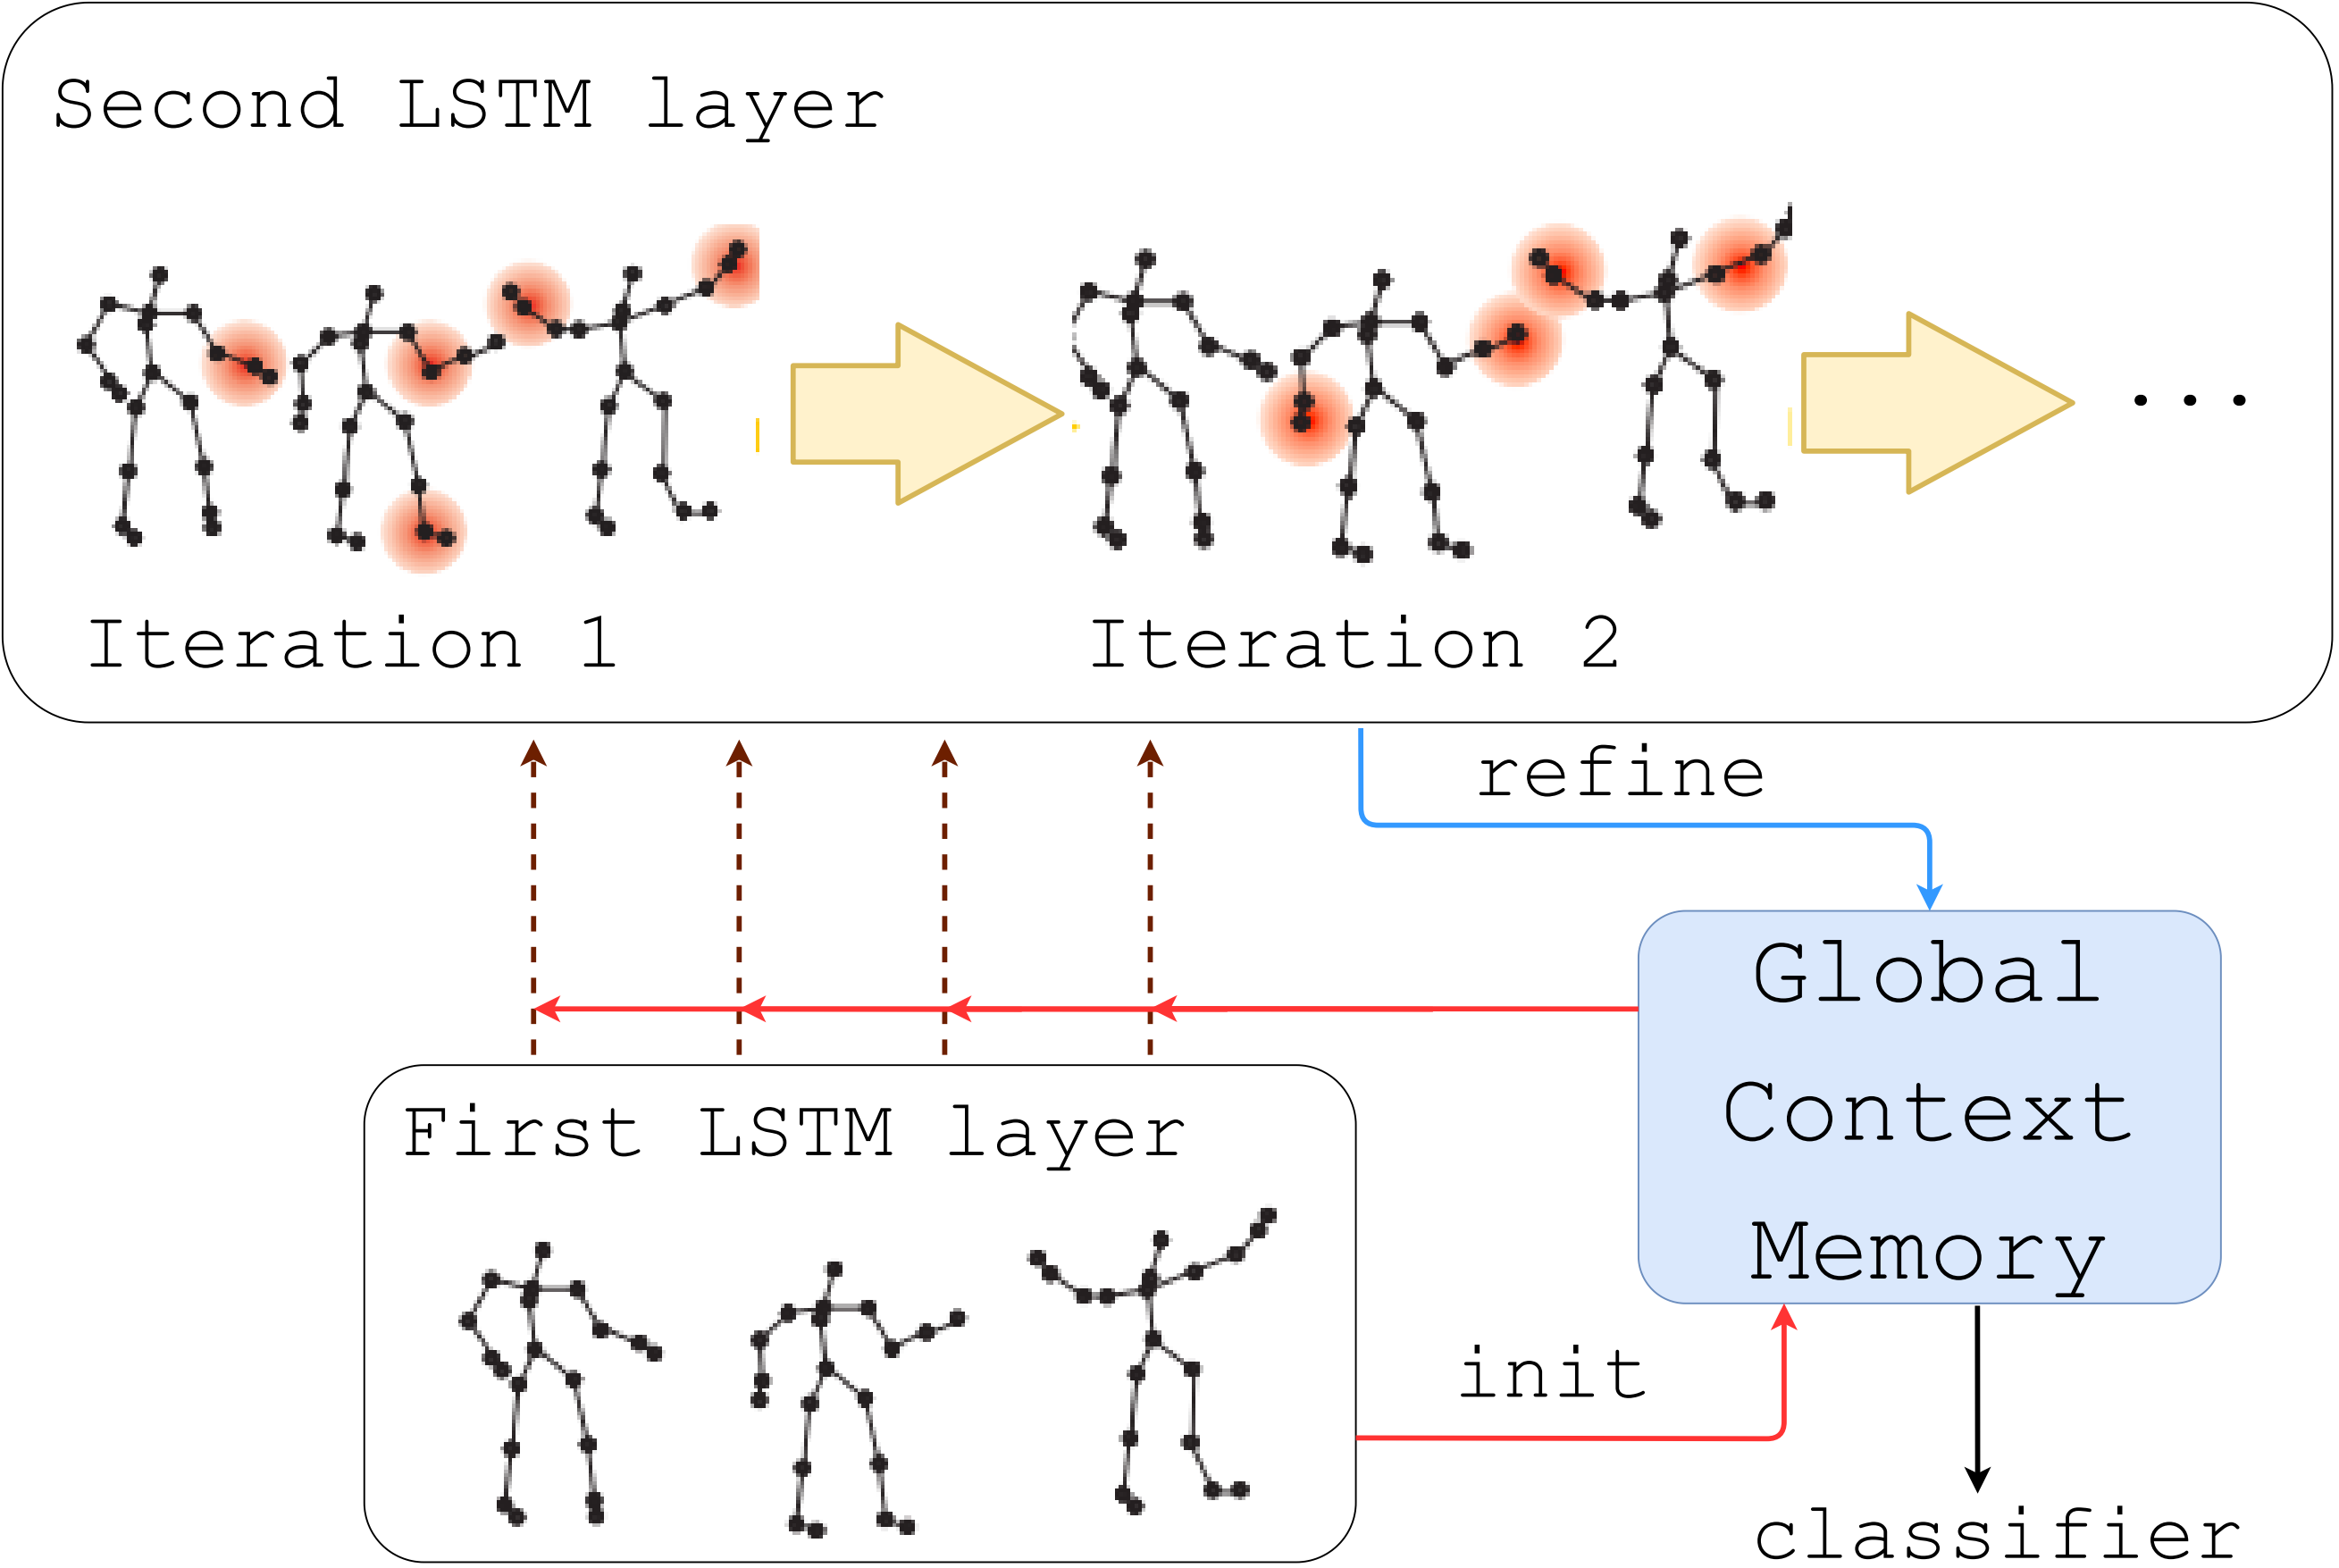 Second LSTM layer
Iteration 1
Iteration 2
...
refine
Global
Context
Memory
First LSTM layer
init
classifier